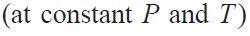 (at constant P and T)